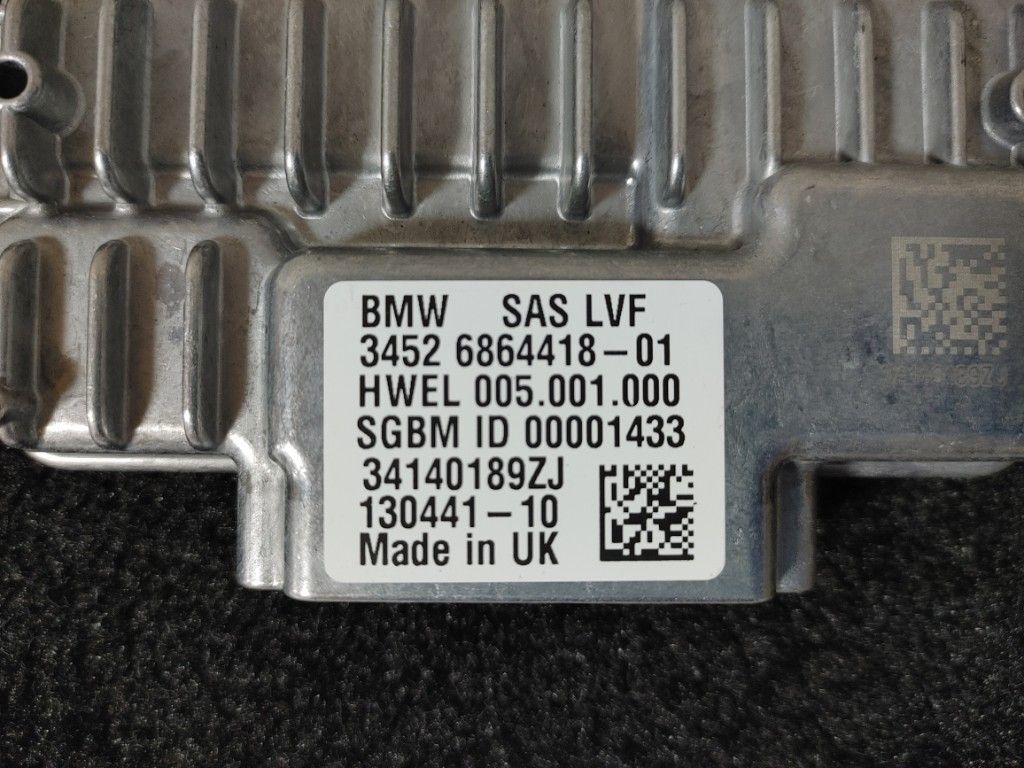 BMW SAS LVF
3452 6864418-01
HWEL 005.001.000
SGBM ID 00001433
34140189ZJ
130441-10
Made in UK